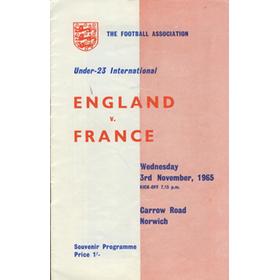 THE FOOTBALL ASSOCIATION
Under-23 International
ENGLAND
v.
FRANCE
Wednesday
3rd November, 1965
KICK-OFF 7.15 p.m.
Carrow Road
Norwich
Souvenir Programme
Price 1/-